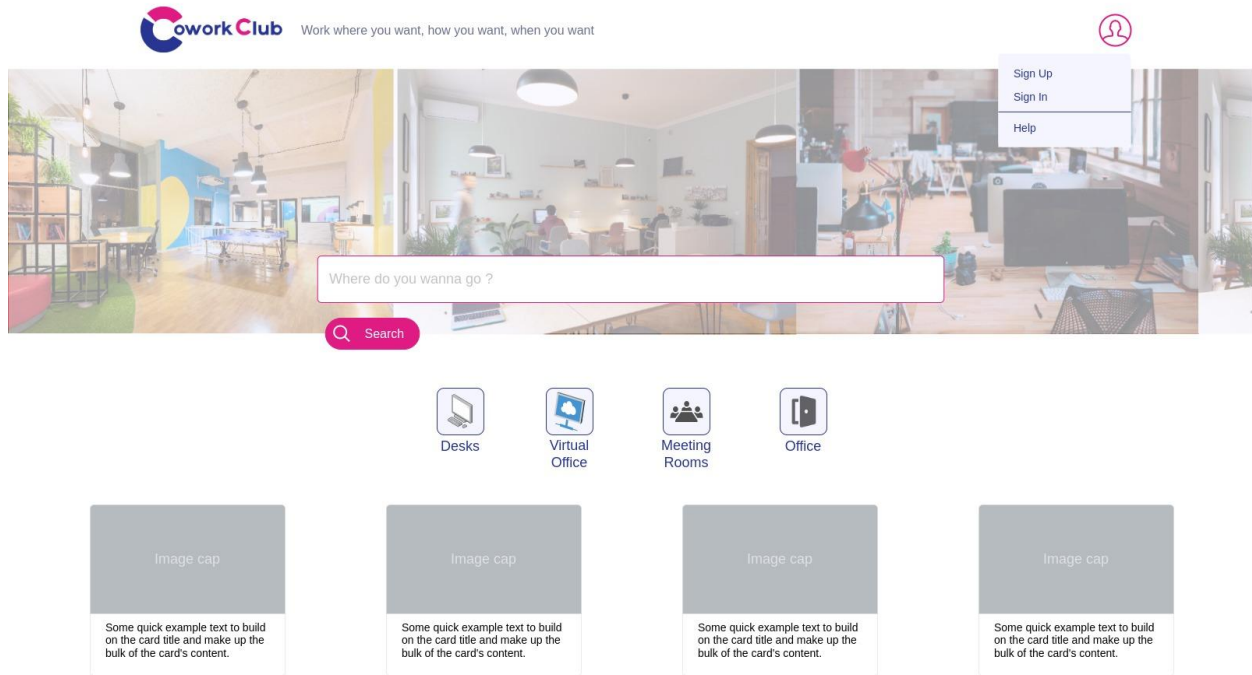 Cowork Club
Work where you want, how you want, when you want
Sign Up
Sign In
Help
Where do you wanna go ?
Search
Desks
Virtual
Office
Meeting
Rooms
Office
Image cap
Some quick example text to build
on the card title and make up the
bulk of the card's content.
Image cap
Some quick example text to build
on the card title and make up the
bulk of the card's content.
Image cap
Some quick example text to build
on the card title and make up the
bulk of the card's content.
Image cap
Some quick example text to build
on the card title and make up the
bulk of the card's content.